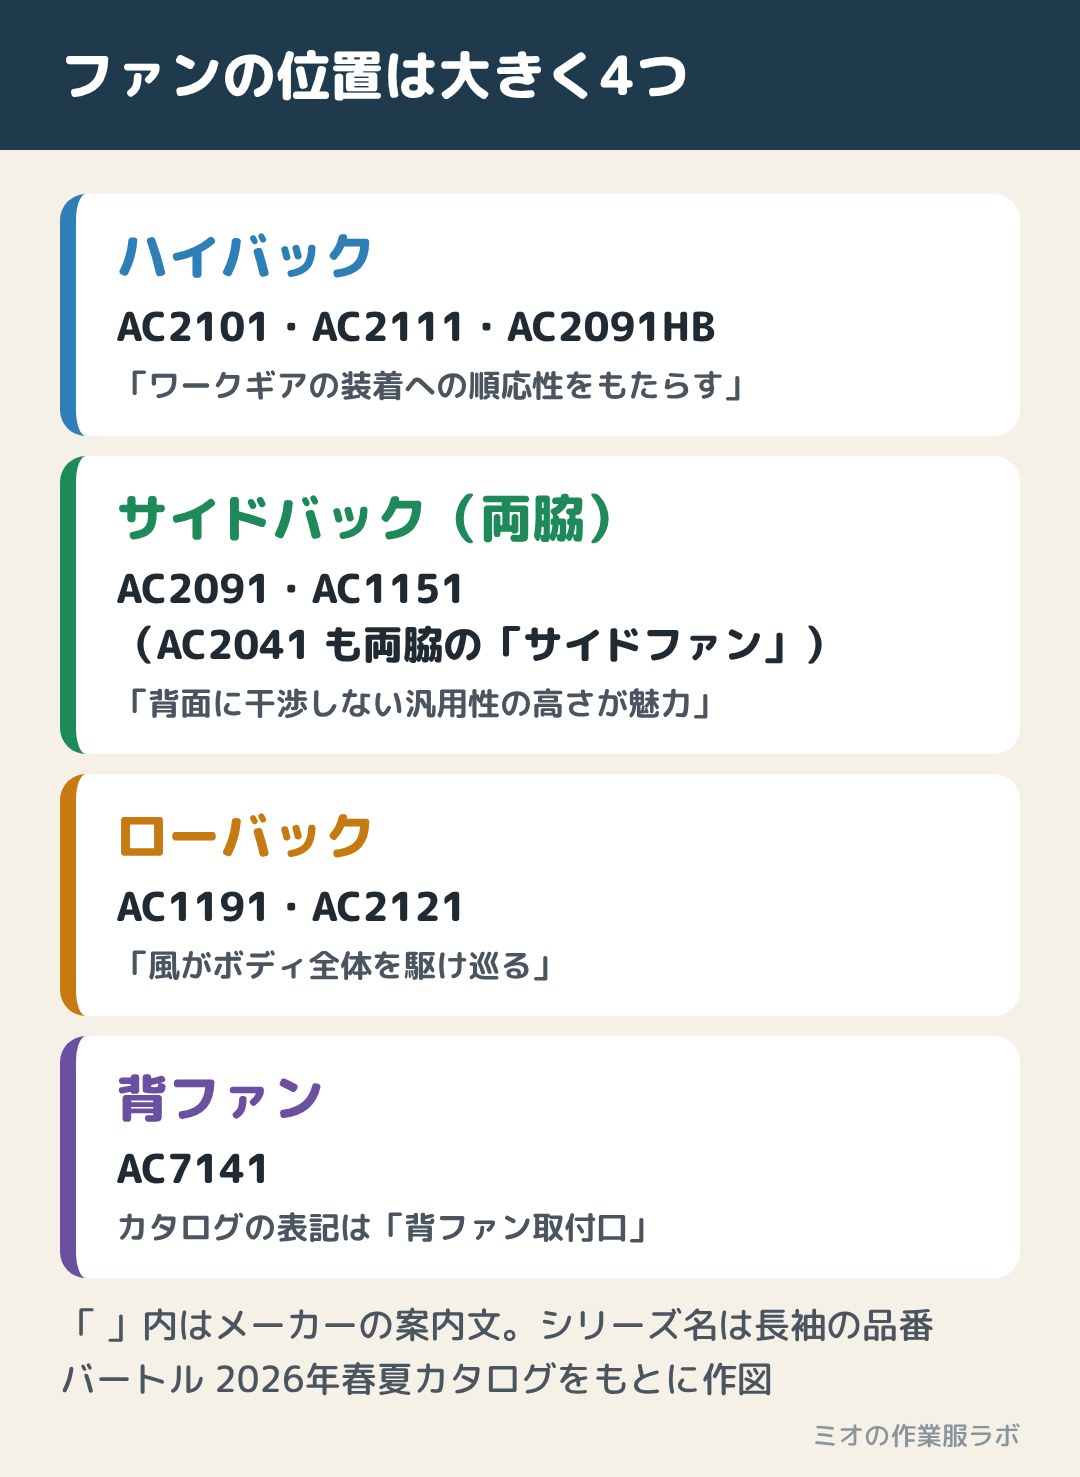 ファンの位置は大きく4つ
ハイバック
AC2101・AC2111・AC2091HB
「ワークギアの装着への順応性をもたらす」
サイドバック（両脇）
AC2091・AC1151
（AC2041 も両脇の「サイドファン」）
「背面に干渉しない汎用性の高さが魅力」
ローバック
AC1191・AC2121
「風がボディ全体を駆け巡る」
背ファン
AC7141
カタログの表記は「背ファン取付口」
「 」内はメーカーの案内文。シリーズ名は長袖の品番
バートル 2026年春夏カタログをもとに作図
ミオの作業服ラボ